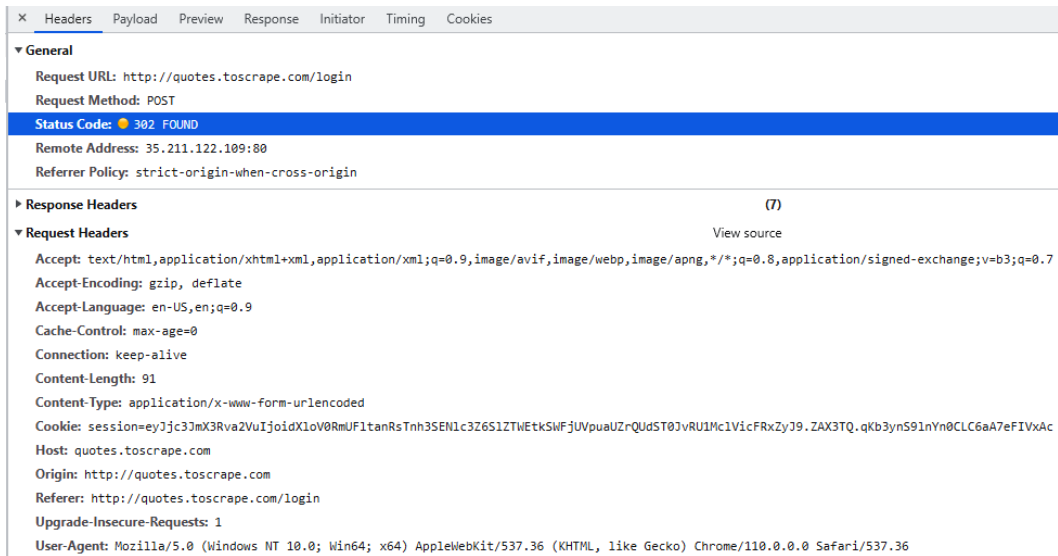 × Headers Payload Preview Response Initiator Timing Cookies
▼ General
Request URL: http://quotes.toscrape.com/login
Request Method: POST
Status Code: 302 FOUND
Remote Address: 35.211.122.109:80
Referrer Policy: strict-origin-when-cross-origin
▶ Response Headers (7)
▼ Request Headers View source
Accept: text/html,application/xhtml+xml,application/xml;q=0.9,image/avif,image/webp,image/apng,*/*;q=0.8,application/signed-exchange;v=b3;q=0.7
Accept-Encoding: gzip, deflate
Accept-Language: en-US,en;q=0.9
Cache-Control: max-age=0
Connection: keep-alive
Content-Length: 91
Content-Type: application/x-www-form-urlencoded
Cookie:
Host: quotes.toscrape.com
Origin: http://quotes.toscrape.com
Referer: http://quotes.toscrape.com/login
Upgrade-Insecure-Requests: 1
User-Agent: Mozilla/5.0 (Windows NT 10.0; Win64; x64) AppleWebKit/537.36 (KHTML, like Gecko) Chrome/110.0.0.0 Safari/537.36